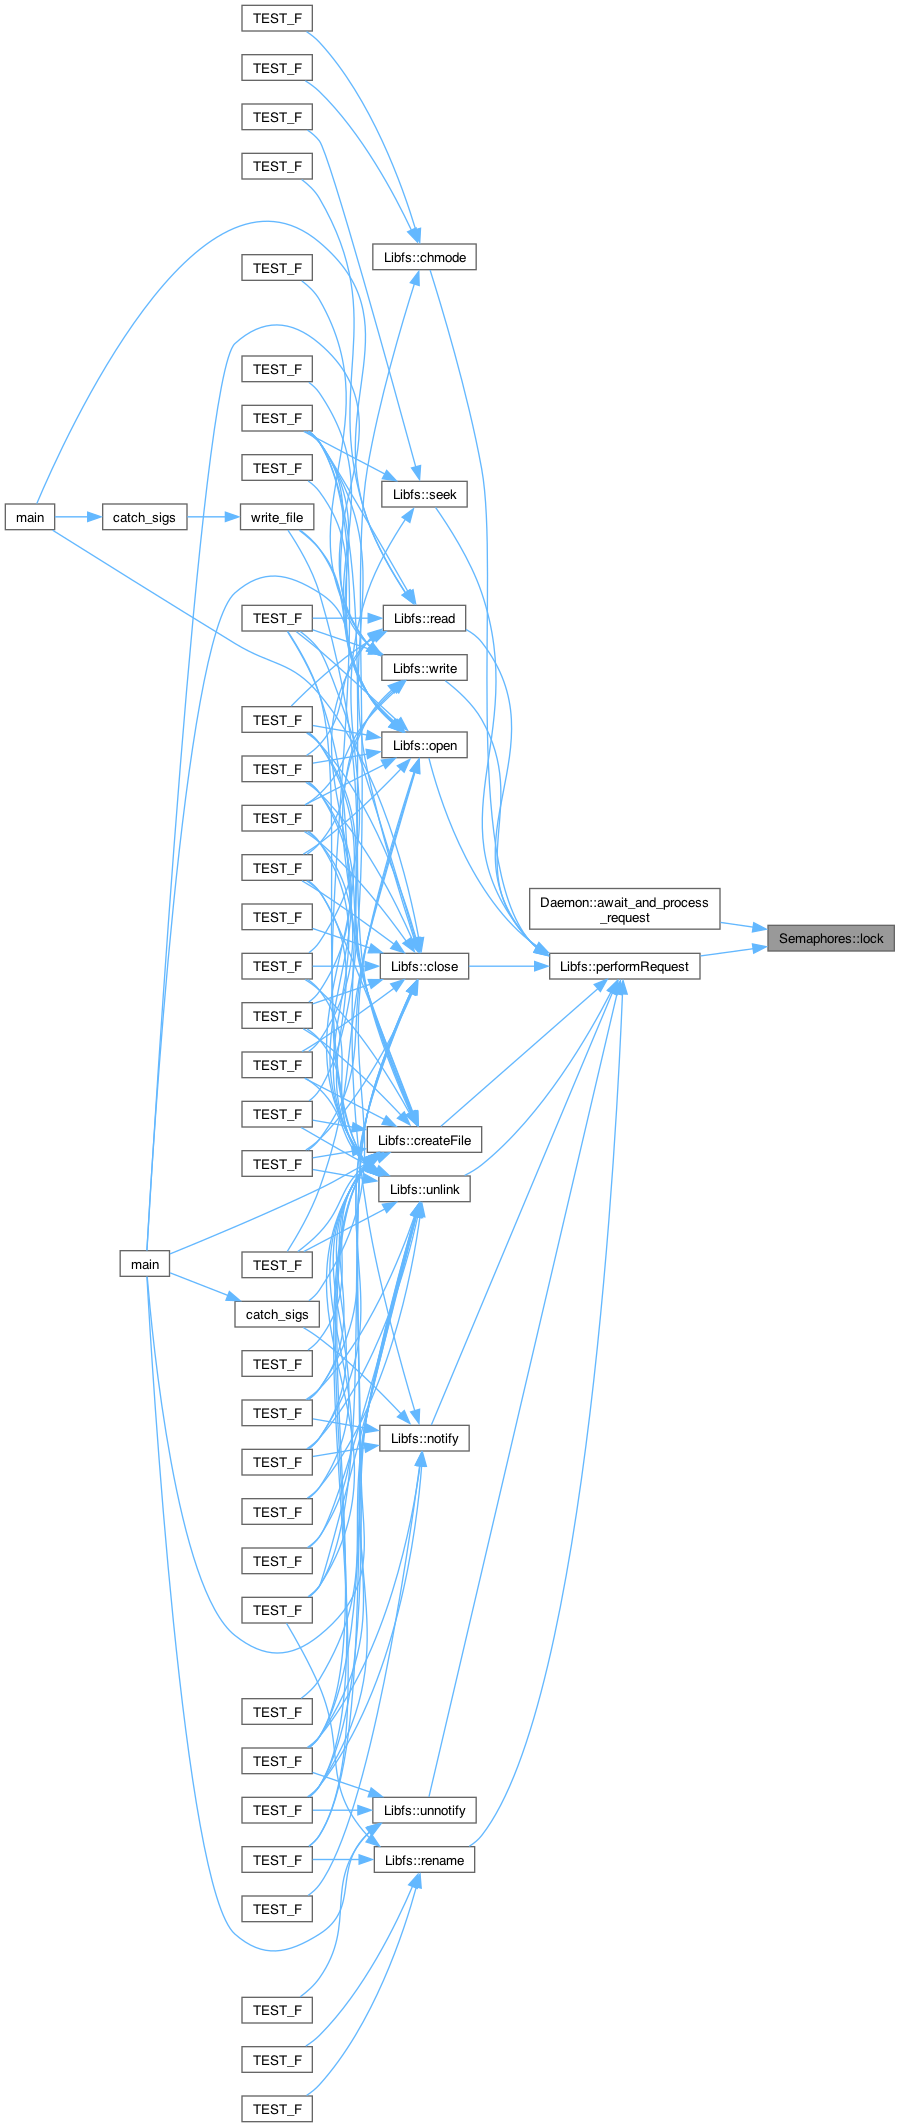 TEST_F
TEST_F
TEST_F
TEST_F
Libfs::chmode
TEST_F
TEST_F
TEST_F
TEST_F
Libfs::seek
main
catch_sigs
write_file
TEST_F
Libfs::read
Libfs::write
TEST_F
Libfs::open
TEST_F
TEST_F
TEST_F
Daemon::await_and_process
_request
TEST_F
Semaphores::lock
TEST_F
Libfs::close
Libfs::performRequest
TEST_F
TEST_F
TEST_F
Libfs::createFile
TEST_F
Libfs::unlink
main
TEST_F
catch_sigs
TEST_F
TEST_F
Libfs::notify
TEST_F
TEST_F
TEST_F
TEST_F
TEST_F
TEST_F
TEST_F
Libfs::unnotify
TEST_F
Libfs::rename
TEST_F
TEST_F
TEST_F
TEST_F